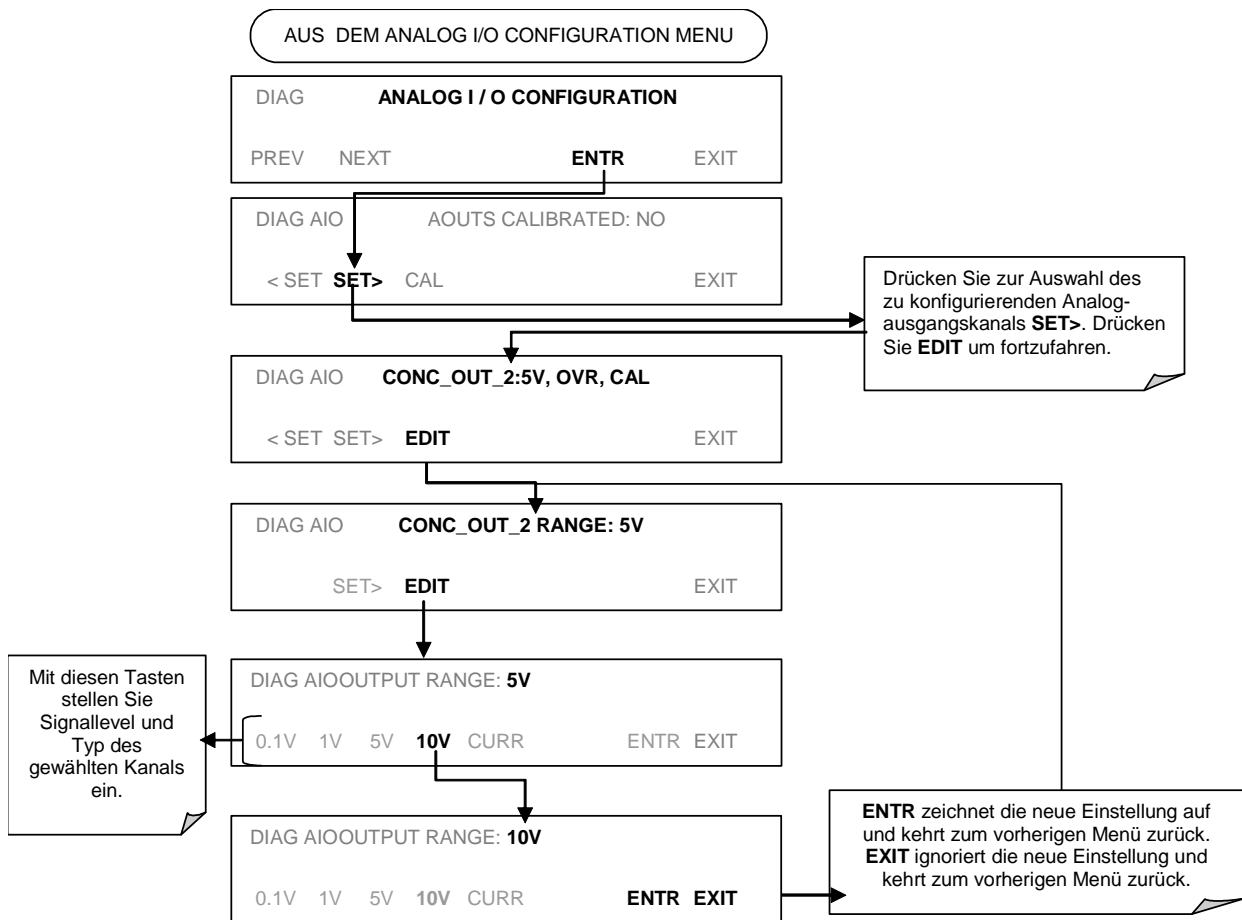 AUS DEM ANALOG I/O CONFIGURATION MENU
DIAG ANALOG I / O CONFIGURATION
PREV NEXT ENTR EXIT
DIAG AIO AOUTS CALIBRATED: NO
< SET SET> CAL EXIT
Drücken Sie zur Auswahl des
zu konfigurierenden Analog-
ausgangskanals SET>. Drücken
Sie EDIT um fortzufahren.
DIAG AIO CONC_OUT_2:5V, OVR, CAL
< SET SET> EDIT EXIT
DIAG AIO CONC_OUT_2 RANGE: 5V
SET> EDIT EXIT
Mit diesen Tasten
stellen Sie
Signallevel und
Typ des
gewählten Kanals
ein.
DIAG AIOOUTPUT RANGE: 5V
0.1V 1V 5V 10V CURR ENTR EXIT
DIAG AIOOUTPUT RANGE: 10V
0.1V 1V 5V 10V CURR ENTR EXIT
ENTR zeichnet die neue Einstellung auf
und kehrt zum vorherigen Menü zurück.
EXIT ignoriert die neue Einstellung und
kehrt zum vorherigen Menü zurück.